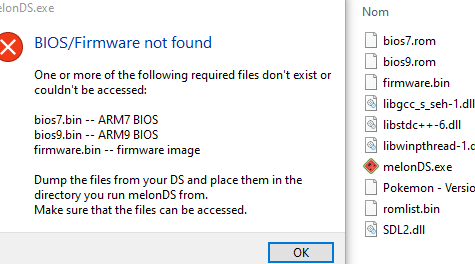 elonDS.exe
BIOS/Firmware not found
One or more of the following required files don't exist or
couldn't be accessed:
bios7.bin -- ARM7 BIOS
bios9.bin -- ARM9 BIOS
firmware.bin -- firmware image
Dump the files from your DS and place them in the
directory you run melonDS from.
Make sure that the files can be accessed.
OK
Nom
bios7.rom
bios9.rom
firmware.bin
libgcc_s_seh-1.dll
libstdc++-6.dll
libwinpthread-1.d
melonDS.exe
Pokemon - Versio
romlist.bin
SDL2.dll